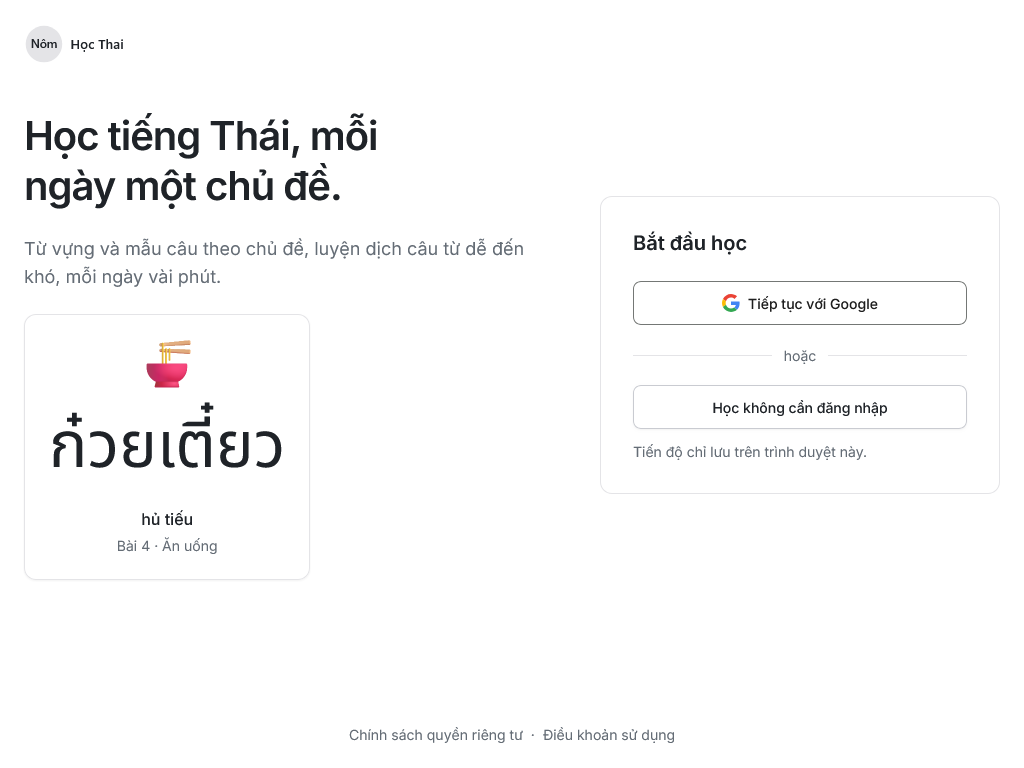 Nôm
Học Thai
Học tiếng Thái, mỗi
ngày một chủ đề.
Từ vựng và mẫu câu theo chủ đề, luyện dịch câu từ dễ đến
khó, mỗi ngày vài phút.
ก๋วยเตี๋ยว
hủ tiếu
Bài 4 · Ăn uống
Bắt đầu học
Tiếp tục với Google
hoặc
Học không cần đăng nhập
Tiến độ chỉ lưu trên trình duyệt này.
Chính sách quyền riêng tư · Điều khoản sử dụng